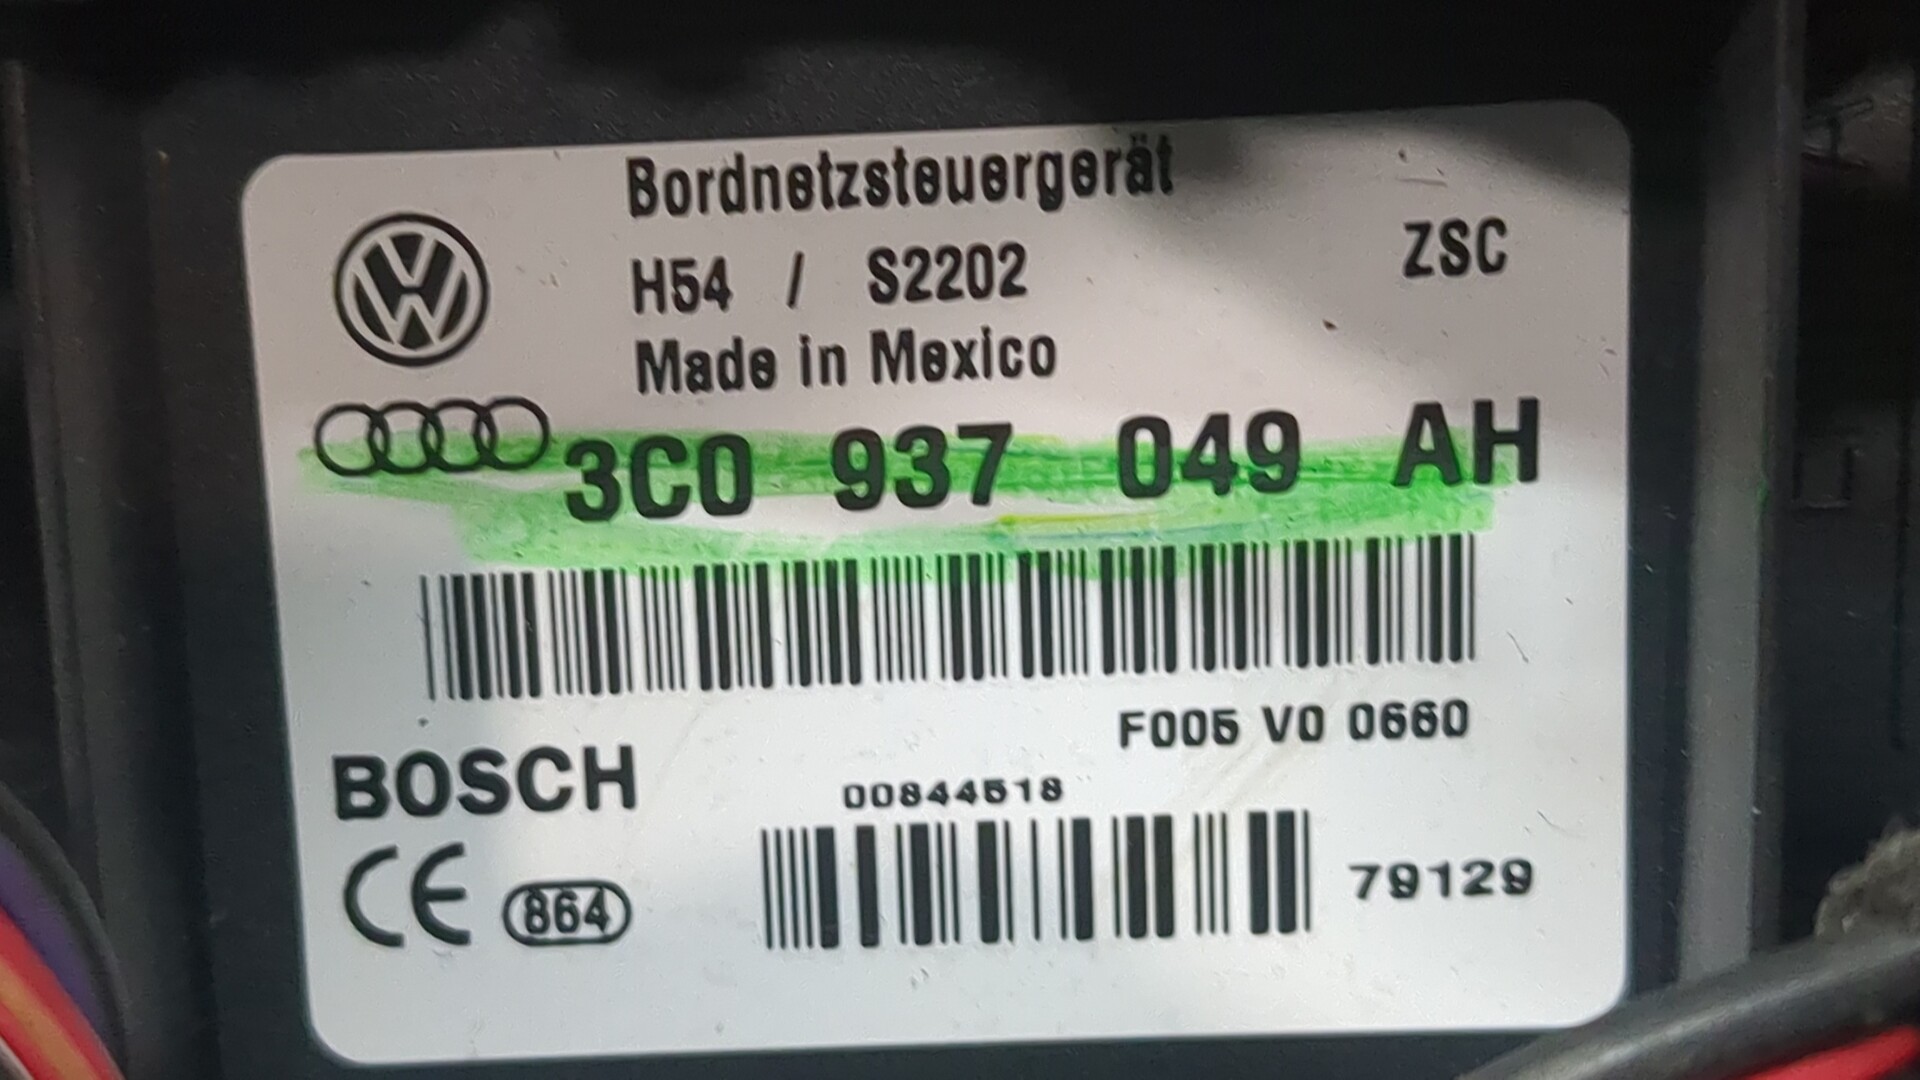 Bordnetzsteuergerät
H54 / S2202
ZSC
Made in Mexico
3C0 937 049 AH
F005 V0 0660
BOSCH
00844518
CE 864
79129